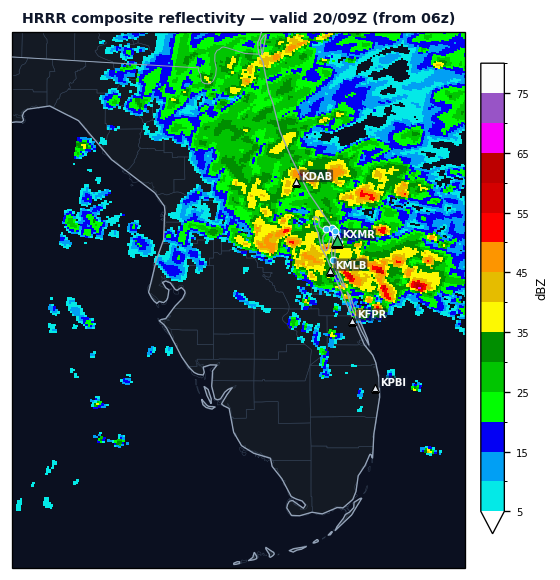 HRRR composite reflectivity — valid 20/09Z (from 06z)
KDAB
KXMR
KMLB
KFPR
KPBI
75
65
55
45
35
25
15
5
dBZ